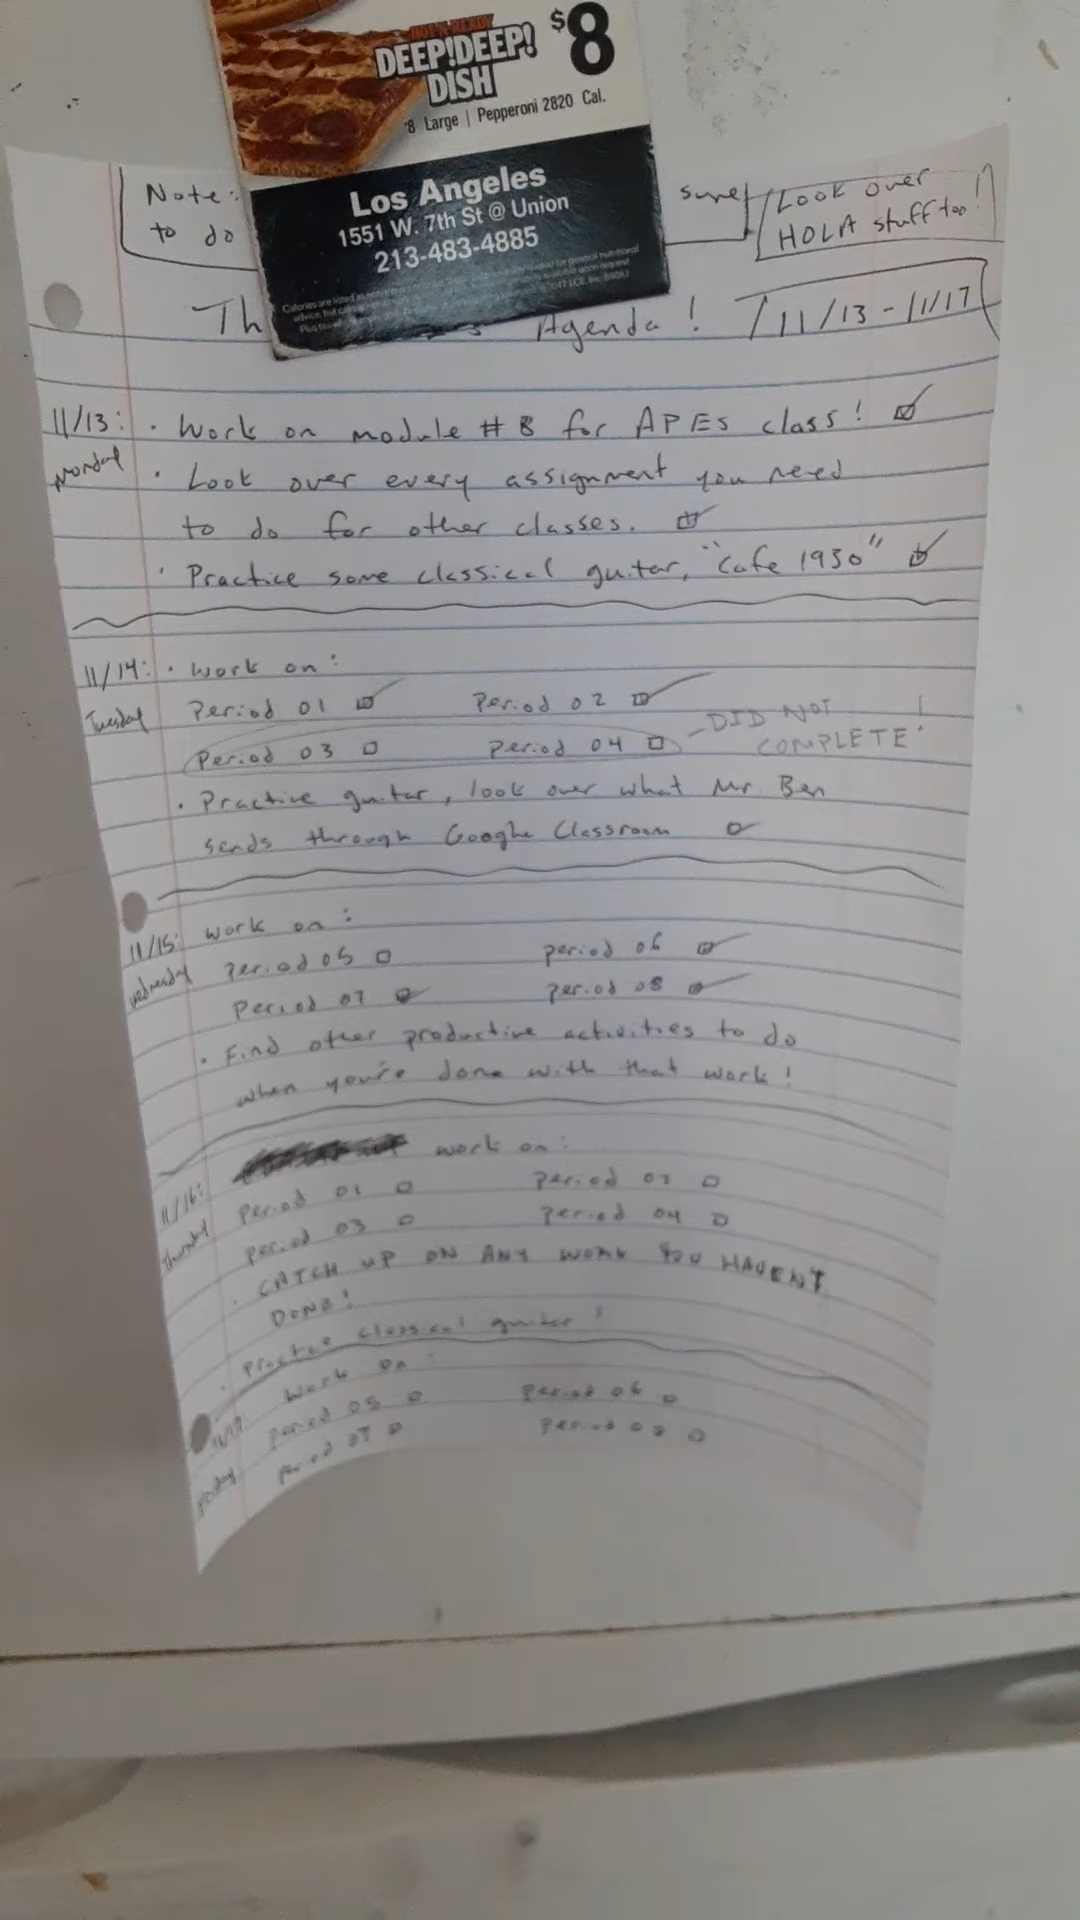 HOT-N-READY
DEEP!DEEP! $8
DISH
8 Large | Pepperoni 2820 Cal.
Los Angeles
1551 W. 7th St @ Union
213-483-4885
Note:
to do
sure
Look over
HOLA stuff too!
Th Agenda! 11/13 - 11/17
11/13: · Work on module # 8 for APES class!
Monday · Look over every assignment you need
to do for other classes.
· Practice some classical guitar, "Cafe 1930"
11/14: · Work on:
Tuesday Period 01 Period 02
Period 03 Period 04 - DID NOT
COMPLETE!
· Practice guitar, look over what Mr. Ben
sends through Google Classroom
11/15: work on:
Wednesday period 05 period 06
Period 07 period 08
· Find other productive activities to do
when you're done with that work!
11/16: work on:
Thursday Period 01 Period 02
period 03 period 04
· CATCH UP ON ANY WORK YOU HAVENT
DONE!
· Practice classical guitar!
11/17 Work on:
Friday period 05 Period 06
period 07 Period 08